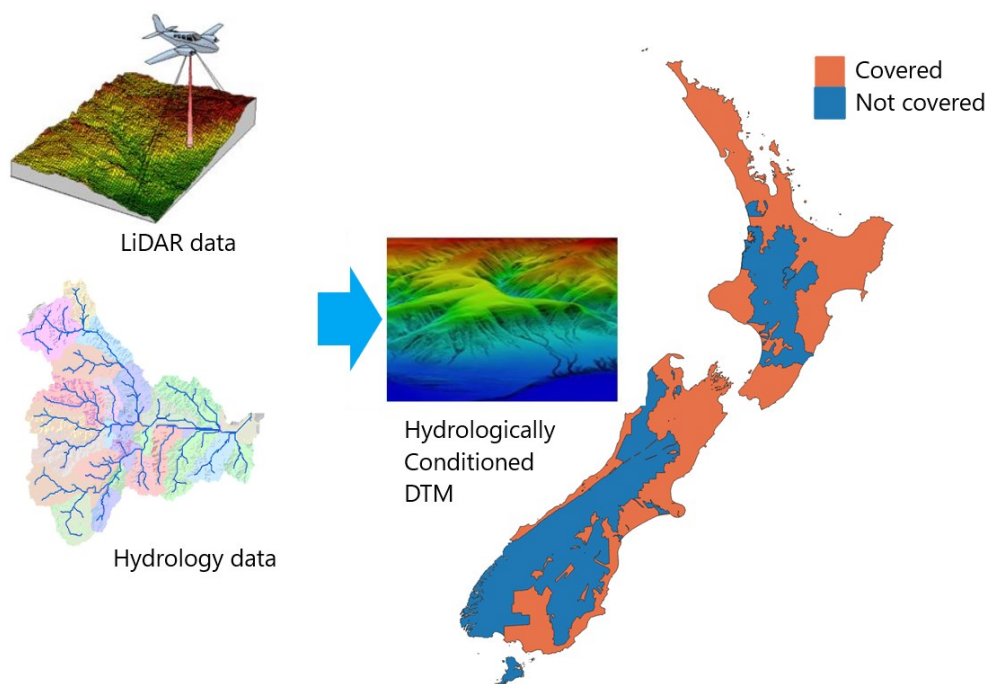 LiDAR data
Hydrology data
Hydrologically
Conditioned
DTM
Covered
Not covered